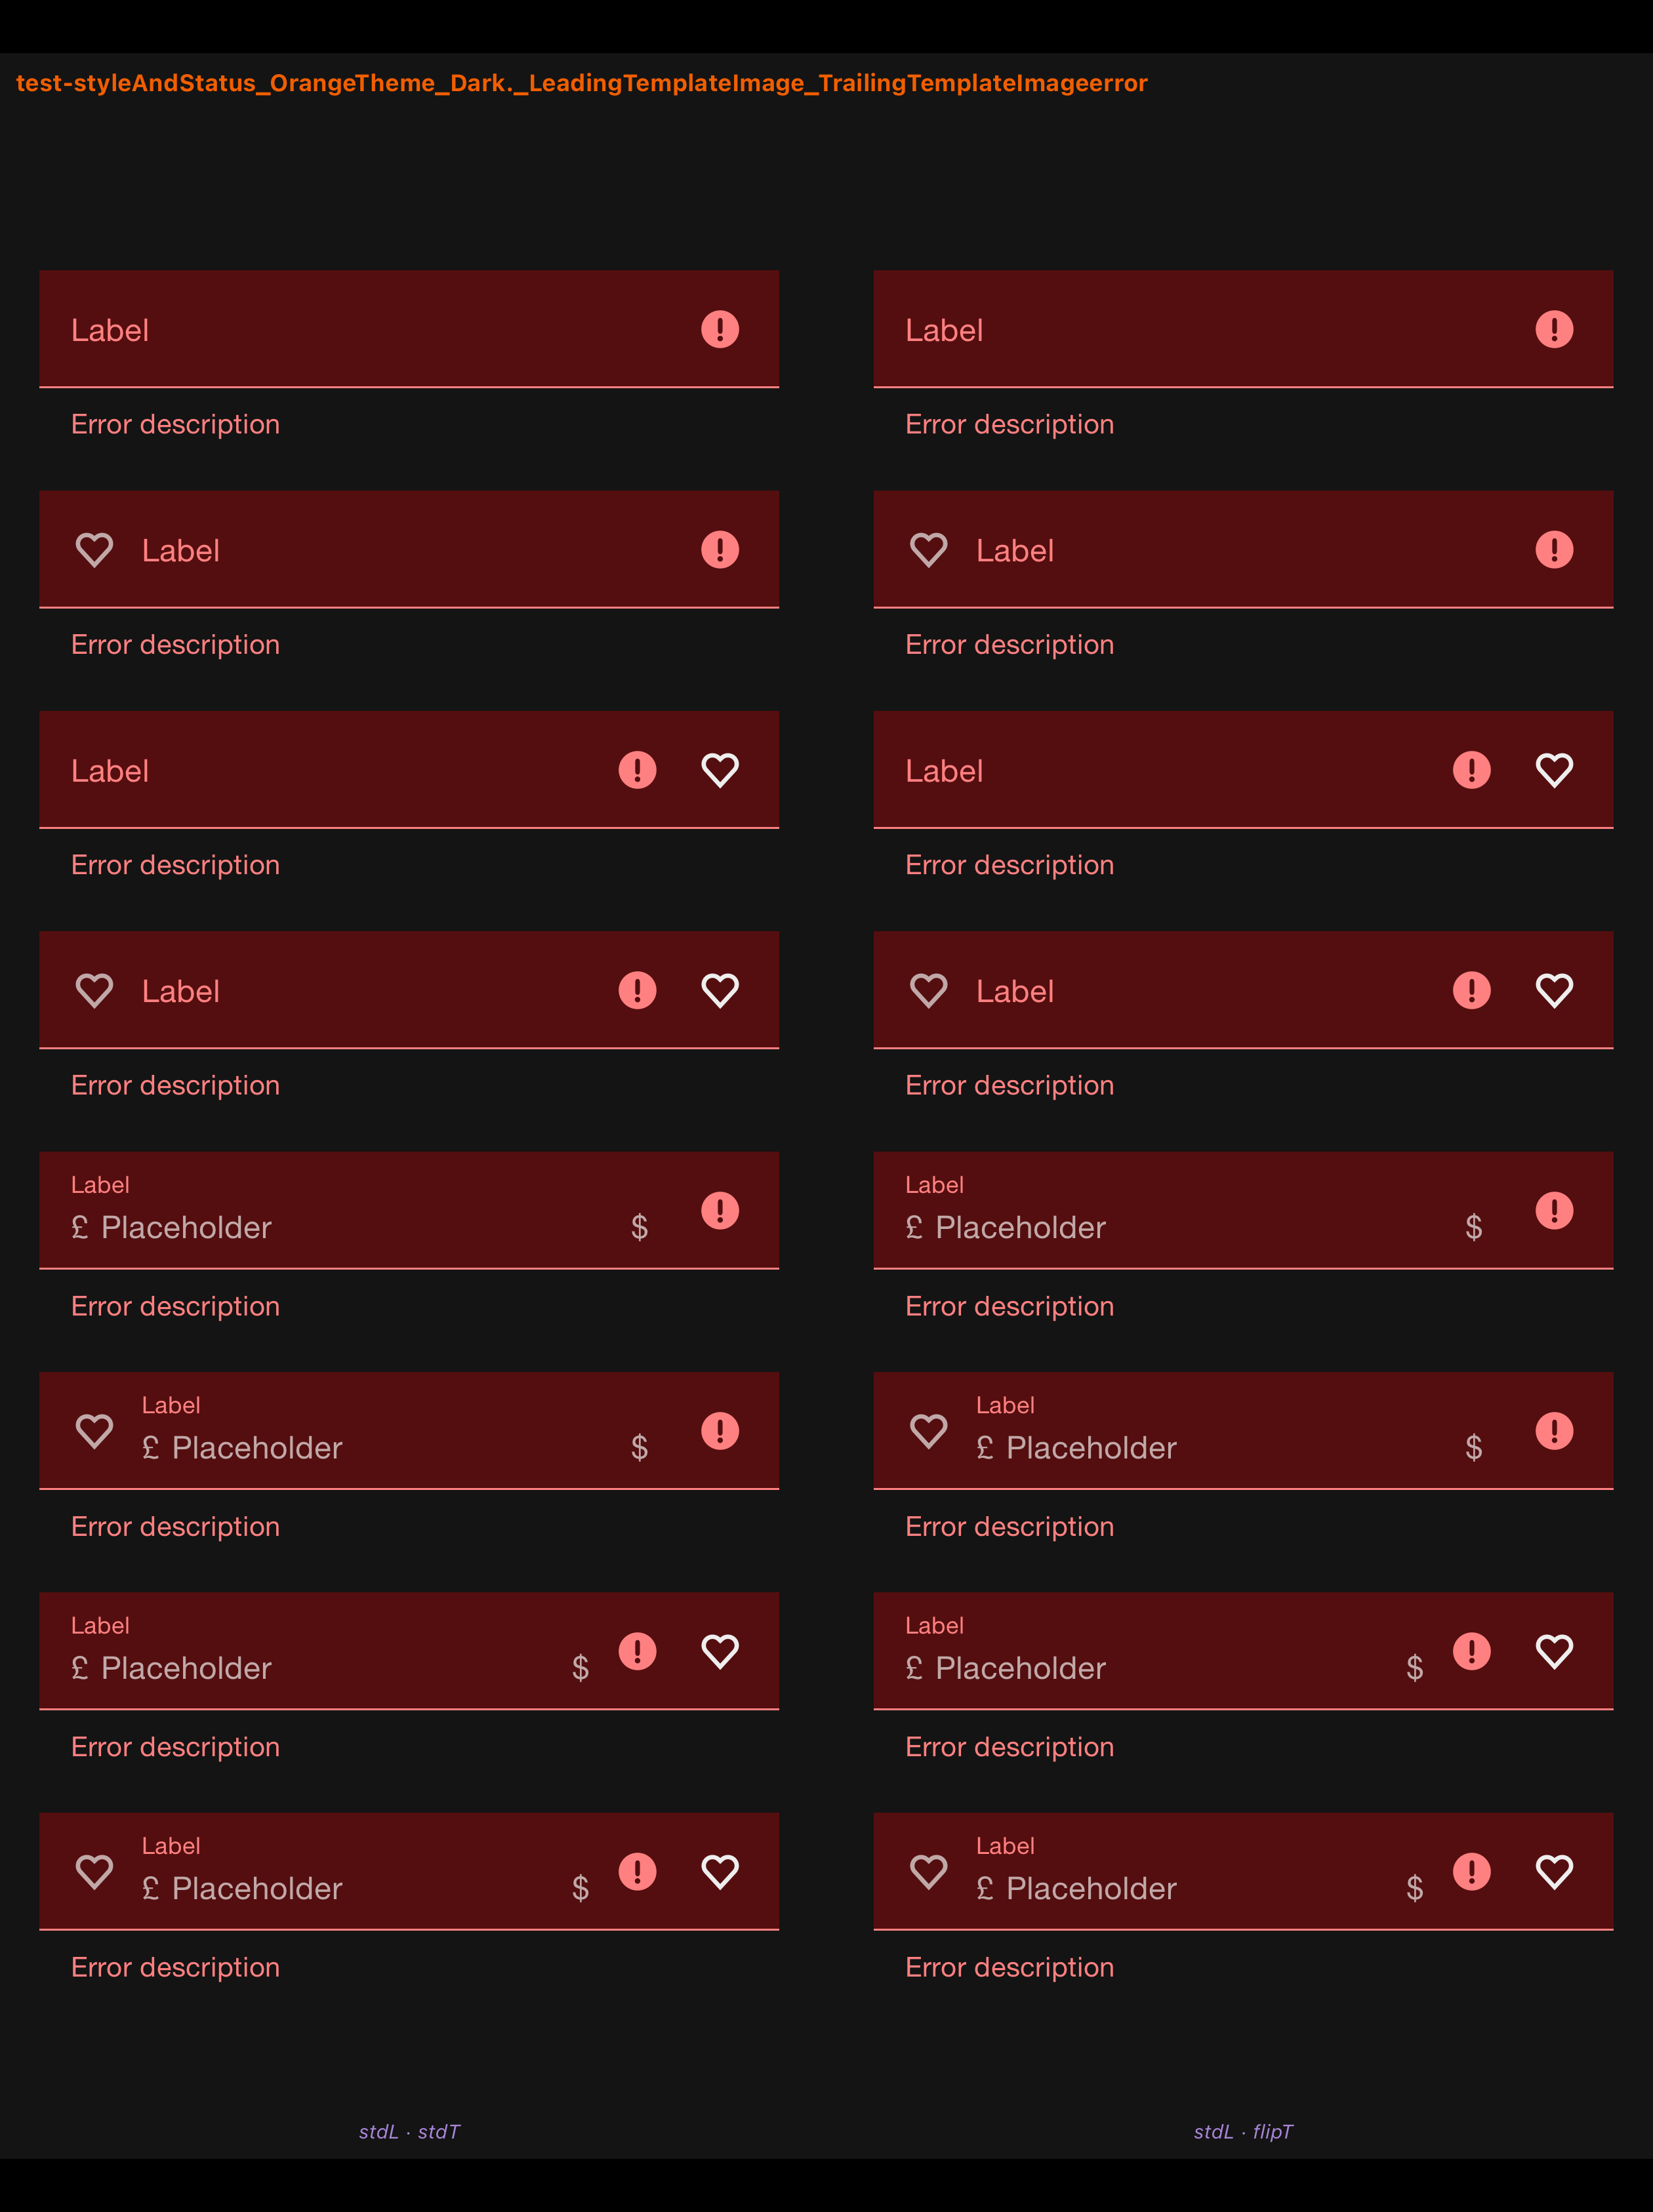 test-styleAndStatus_OrangeTheme_Dark._LeadingTemplateImage_TrailingTemplateImageerror
Label
Label
Error description
Error description
Label
Label
Error description
Error description
Label
Label
Error description
Error description
Label
Label
Error description
Error description
Label
Label
£ Placeholder $
£ Placeholder $
Error description
Error description
Label
Label
£ Placeholder $
£ Placeholder $
Error description
Error description
Label
Label
£ Placeholder $
£ Placeholder $
Error description
Error description
Label
Label
£ Placeholder $
£ Placeholder $
Error description
Error description
stdL · stdT
stdL · flipT